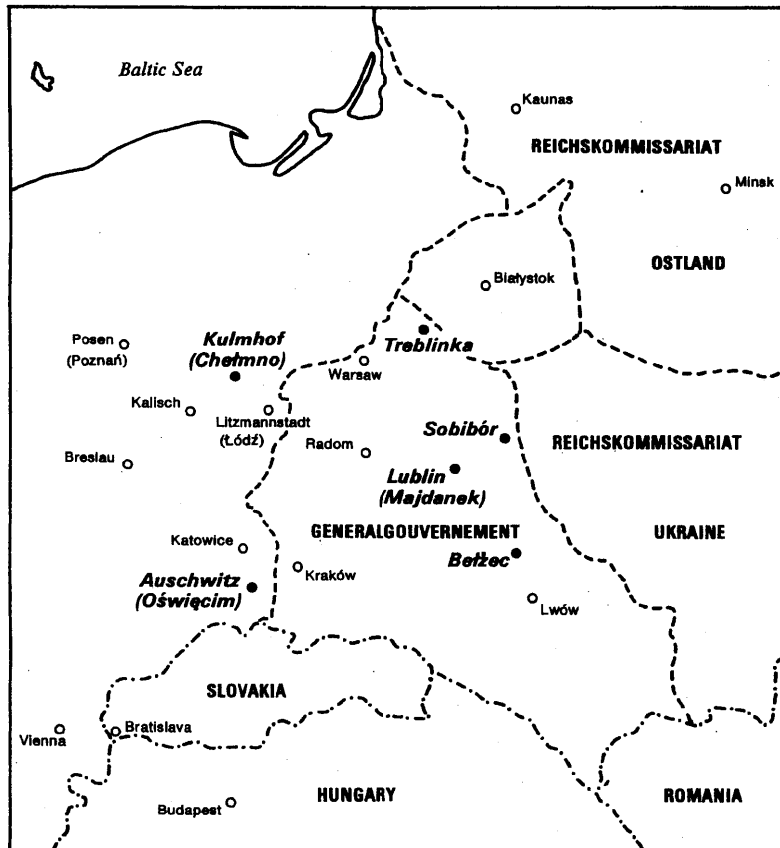 Baltic Sea
Kaunas
REICHSKOMMISSARIAT
Minsk
OSTLAND
Białystok
Posen
(Poznań)
Kulmhof
(Chełmno)
Treblinka
Warsaw
Kalisch
Litzmannstadt
(Łódź)
Sobibór
REICHSKOMMISSARIAT
Radom
Breslau
Lublin
(Majdanek)
GENERALGOUVERNEMENT
UKRAINE
Katowice
Bełżec
Kraków
Auschwitz
(Oświęcim)
Lwów
SLOVAKIA
Bratislava
Vienna
HUNGARY
ROMANIA
Budapest